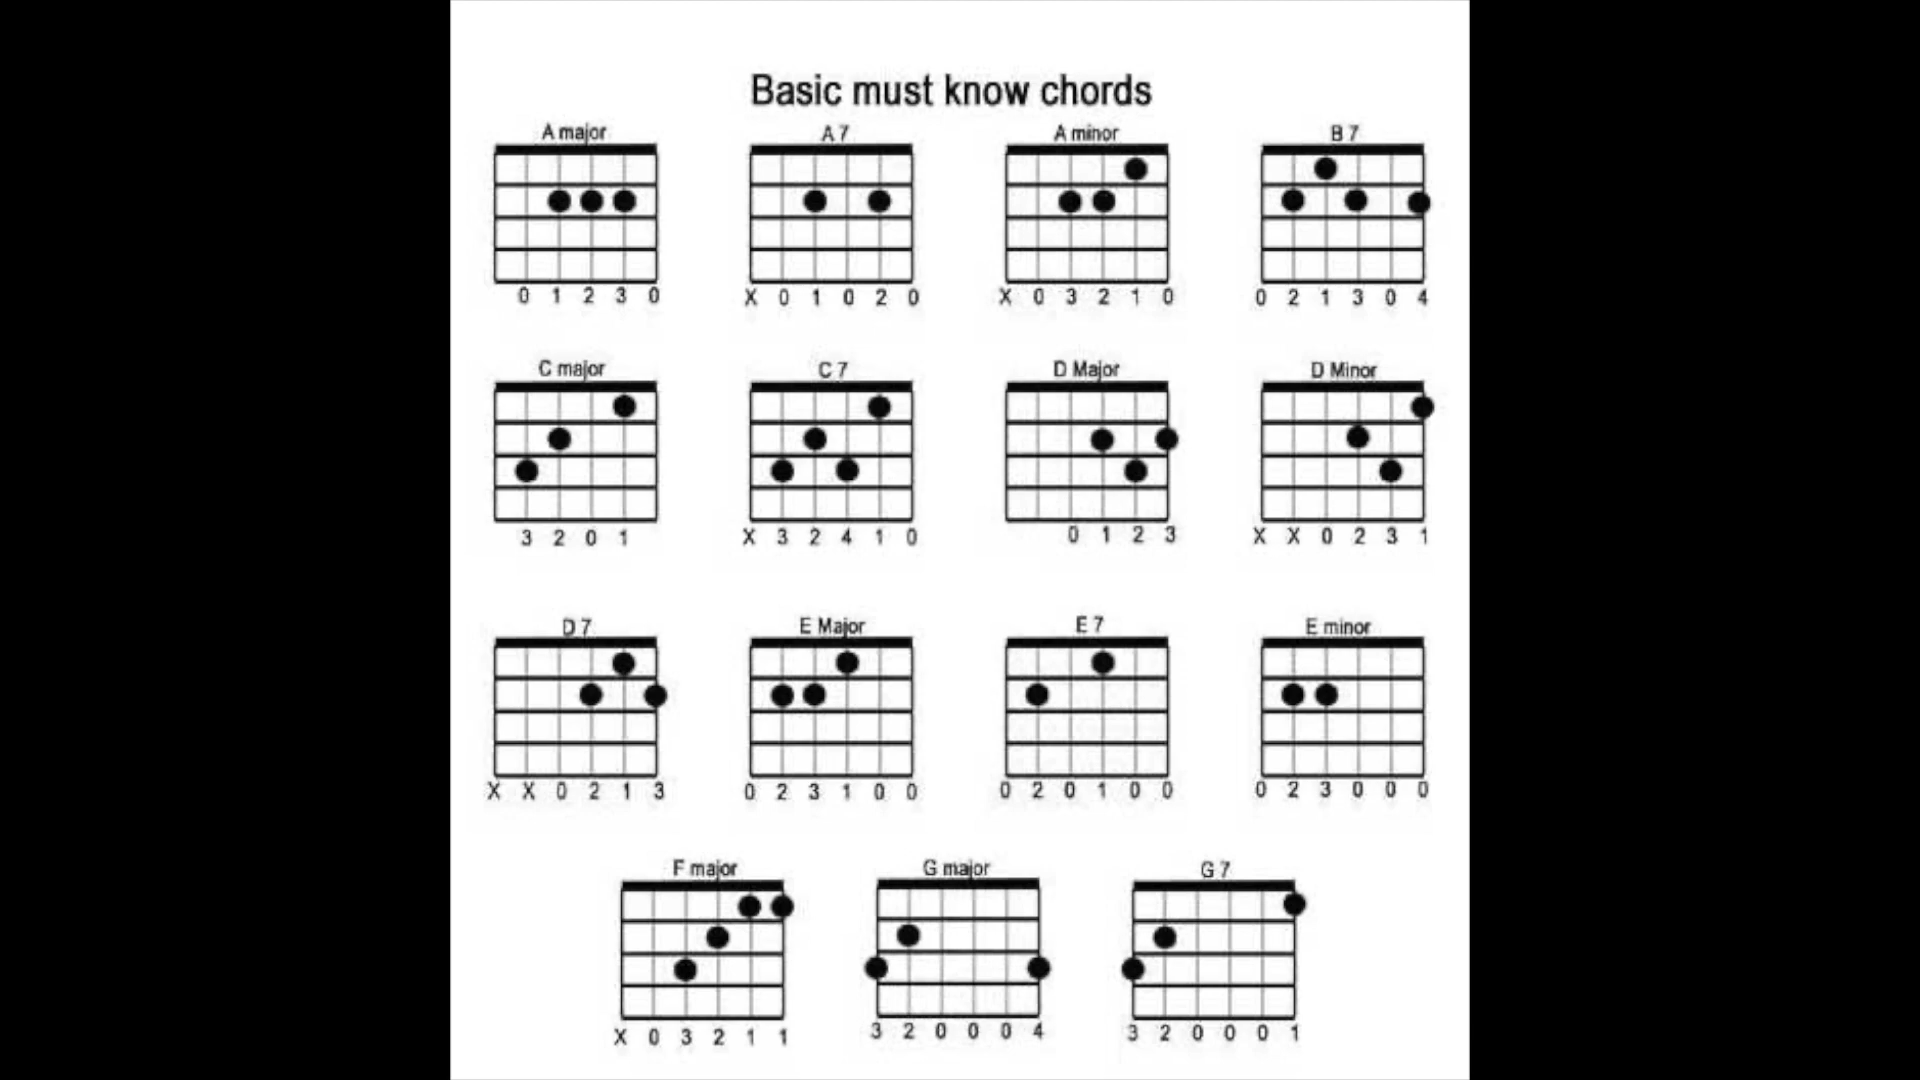 Basic must know chords
A major
A 7
A minor
B 7
0 1 2 3 0
X 0 1 0 2 0
X 0 3 2 1 0
0 2 1 3 0 4
C major
C 7
D Major
D Minor
3 2 0 1
X 3 2 4 1 0
0 1 2 3
X X 0 2 3 1
D 7
E Major
E 7
E minor
X X 0 2 1 3
0 2 3 1 0 0
0 2 0 1 0 0
0 2 3 0 0 0
F major
G major
G 7
X 0 3 2 1 1
3 2 0 0 0 4
3 2 0 0 0 1